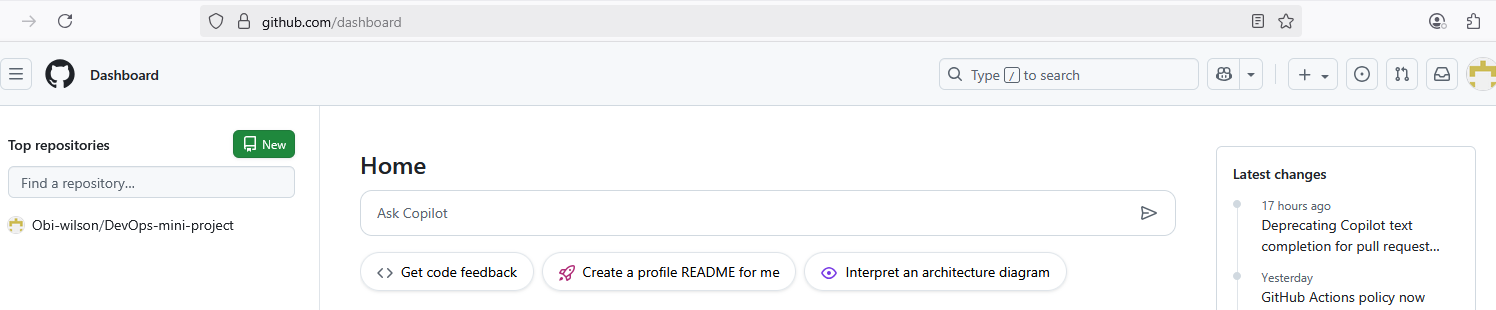 github.com/dashboard
Dashboard
Type / to search
Top repositories
New
Find a repository...
Obi-wilson/DevOps-mini-project
Home
Ask Copilot
Get code feedback
Create a profile README for me
Interpret an architecture diagram
Latest changes
17 hours ago
Deprecating Copilot text
completion for pull request...
Yesterday
GitHub Actions policy now